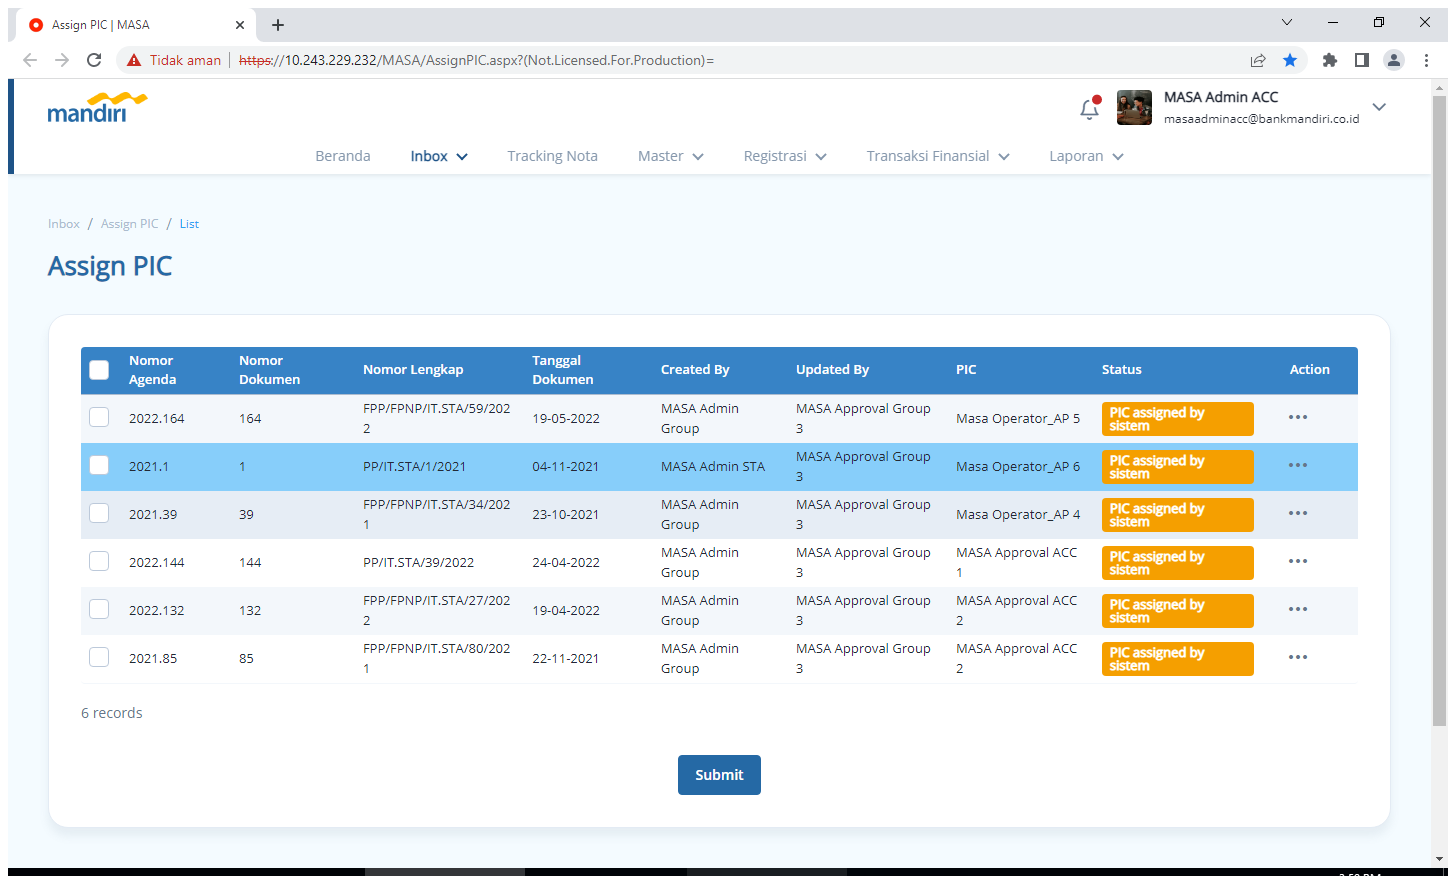 Assign PIC | MASA
Tidak aman
https://10.243.229.232/MASA/AssignPIC.aspx?(Not.Licensed.For.Production)=
mandiri
MASA Admin ACC
masaadminacc@bankmandiri.co.id
Beranda Inbox Tracking Nota Master Registrasi Transaksi Finansial Laporan
Inbox / Assign PIC / List
Assign PIC
Nomor Agenda Nomor Dokumen Nomor Lengkap Tanggal Dokumen Created By Updated By PIC Status Action
2022.164 164 FPP/FPNP/IT.STA/59/2022 19-05-2022 MASA Admin Group MASA Approval Group 3 Masa Operator_AP 5 PIC assigned by sistem
2021.1 1 PP/IT.STA/1/2021 04-11-2021 MASA Admin STA MASA Approval Group 3 Masa Operator_AP 6 PIC assigned by sistem
2021.39 39 FPP/FPNP/IT.STA/34/2021 23-10-2021 MASA Admin Group MASA Approval Group 3 Masa Operator_AP 4 PIC assigned by sistem
2022.144 144 PP/IT.STA/39/2022 24-04-2022 MASA Admin Group MASA Approval Group 3 MASA Approval ACC 1 PIC assigned by sistem
2022.132 132 FPP/FPNP/IT.STA/27/2022 19-04-2022 MASA Admin Group MASA Approval Group 3 MASA Approval ACC 2 PIC assigned by sistem
2021.85 85 FPP/FPNP/IT.STA/80/2021 22-11-2021 MASA Admin Group MASA Approval Group 3 MASA Approval ACC 2 PIC assigned by sistem
6 records
Submit